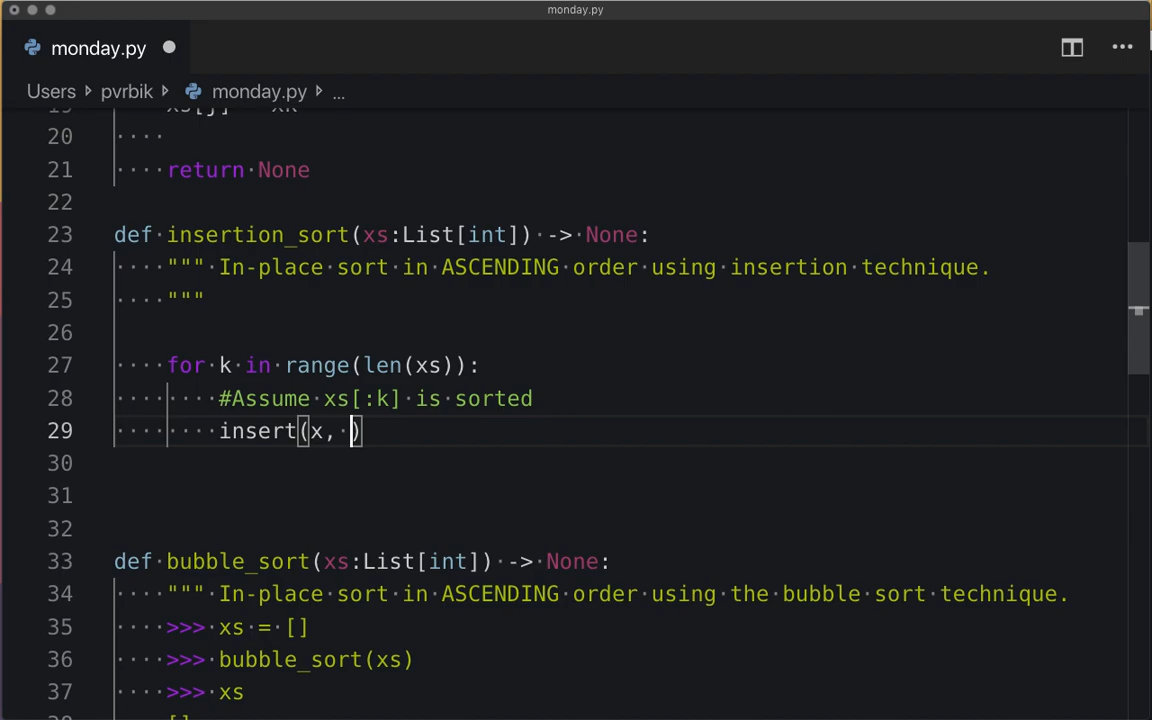 monday.py
monday.py
Users pvrbik monday.py ...
20
21 return None
22
23 def insertion_sort(xs:List[int]) -> None:
24 """ In-place sort in ASCENDING order using insertion technique.
25 """
26
27 for k in range(len(xs)):
28 #Assume xs[:k] is sorted
29 insert(x, )
30
31
32
33 def bubble_sort(xs:List[int]) -> None:
34 """ In-place sort in ASCENDING order using the bubble sort technique.
35 >>> xs = []
36 >>> bubble_sort(xs)
37 >>> xs